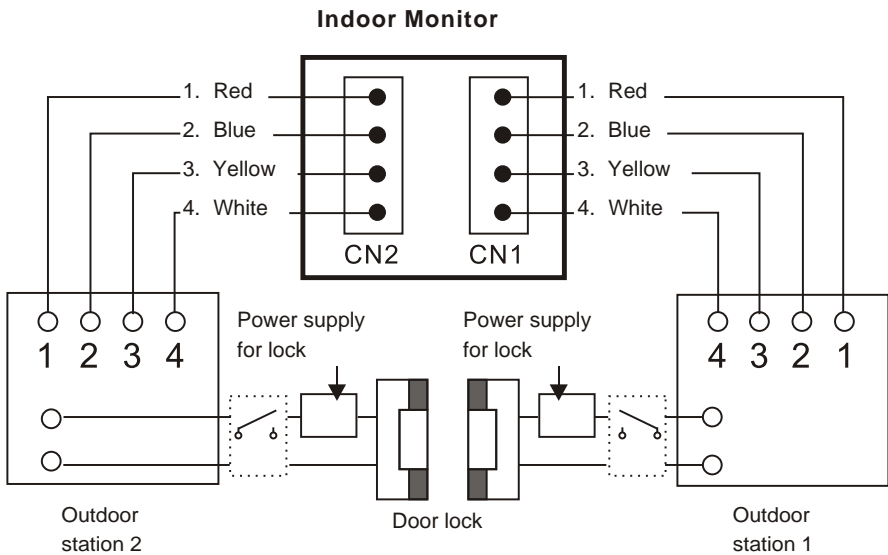 Indoor Monitor
1. Red
2. Blue
3. Yellow
4. White
1. Red
2. Blue
3. Yellow
4. White
CN2 CN1
1 2 3 4
4 3 2 1
Power supply
for lock
Power supply
for lock
Door lock
Outdoor
station 2
Outdoor
station 1